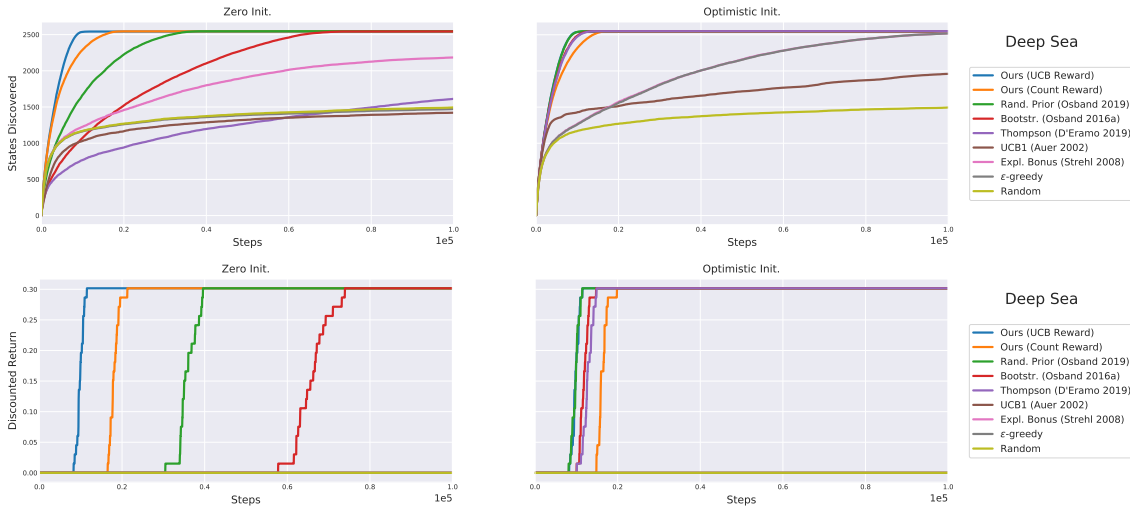 Zero Init.
Optimistic Init.
States Discovered
2500
2000
1500
1000
500
0
0.0 0.2 0.4 0.6 0.8 1.0
Steps
1e5
0.0 0.2 0.4 0.6 0.8 1.0
Steps
1e5
Deep Sea
Ours (UCB Reward)
Ours (Count Reward)
Rand. Prior (Osband 2019)
Bootstr. (Osband 2016a)
Thompson (D'Eramo 2019)
UCB1 (Auer 2002)
Expl. Bonus (Strehl 2008)
ε-greedy
Random
Zero Init.
Optimistic Init.
Discounted Return
0.30
0.25
0.20
0.15
0.10
0.05
0.00
0.0 0.2 0.4 0.6 0.8 1.0
Steps
1e5
0.0 0.2 0.4 0.6 0.8 1.0
Steps
1e5
Deep Sea
Ours (UCB Reward)
Ours (Count Reward)
Rand. Prior (Osband 2019)
Bootstr. (Osband 2016a)
Thompson (D'Eramo 2019)
UCB1 (Auer 2002)
Expl. Bonus (Strehl 2008)
ε-greedy
Random